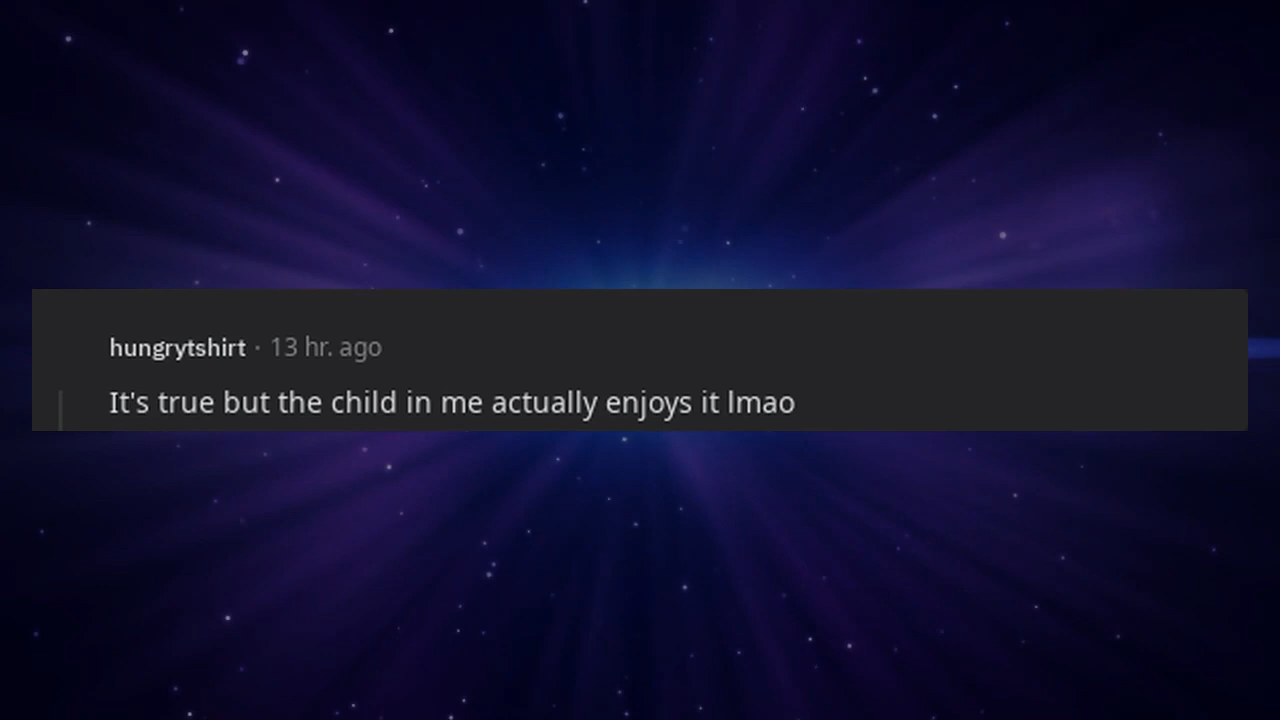 hungrytshirt · 13 hr. ago
It's true but the child in me actually enjoys it lmao